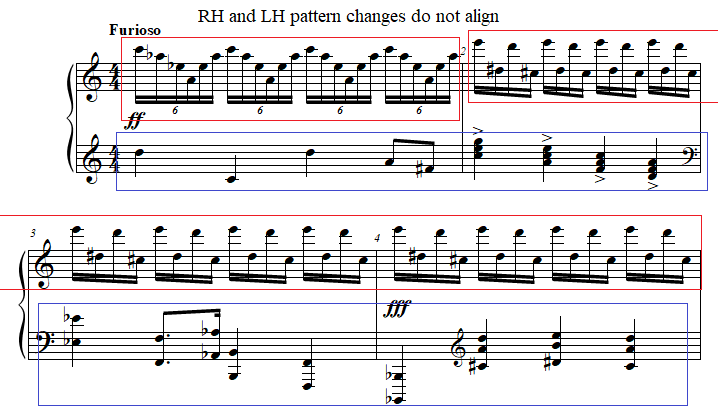 RH and LH pattern changes do not align
Furioso
2
6 6 6 6
ff
3
4
fff